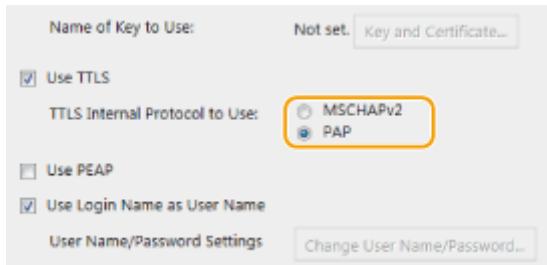 Name of Key to Use: Not set. Key and Certificate...
Use TTLS
TTLS Internal Protocol to Use: MSCHAPv2
PAP
Use PEAP
Use Login Name as User Name
User Name/Password Settings Change User Name/Password...